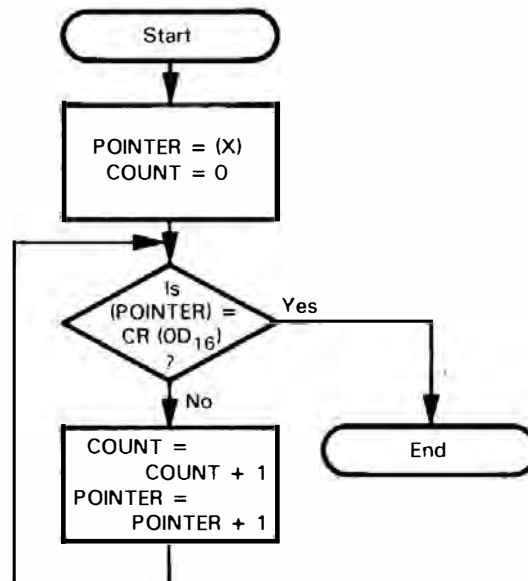 Start
POINTER = (X)
COUNT = 0
Is
(POINTER) =
CR (0D16)
?
Yes
No
COUNT =
COUNT + 1
POINTER =
POINTER + 1
End